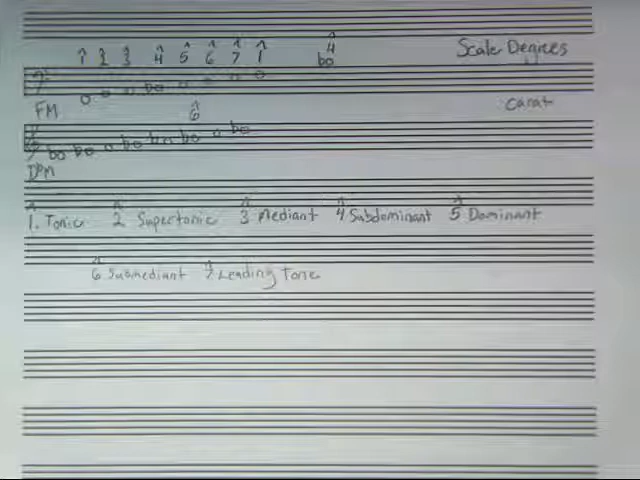 Scale Degrees
1 2 3 4 5 6 7 1 4
FM
carat
6
DbM
1. Tonic 2 Supertonic 3 Mediant 4 Subdominant 5 Dominant
6 Submediant 7 Leading Tone